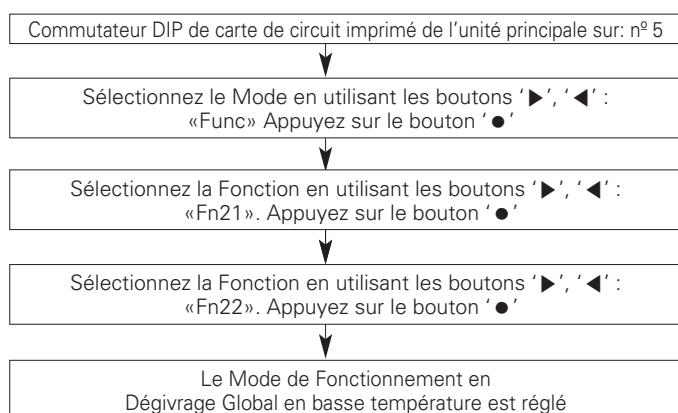 Commutateur DIP de carte de circuit imprimé de l'unité principale sur: nº 5
Sélectionnez le Mode en utilisant les boutons ‘▶’, ‘◀’ :
«Func» Appuyez sur le bouton ‘●’
Sélectionnez la Fonction en utilisant les boutons ‘▶’, ‘◀’ :
«Fn21». Appuyez sur le bouton ‘●’
Sélectionnez la Fonction en utilisant les boutons ‘▶’, ‘◀’ :
«Fn22». Appuyez sur le bouton ‘●’
Le Mode de Fonctionnement en
Dégivrage Global en basse température est réglé